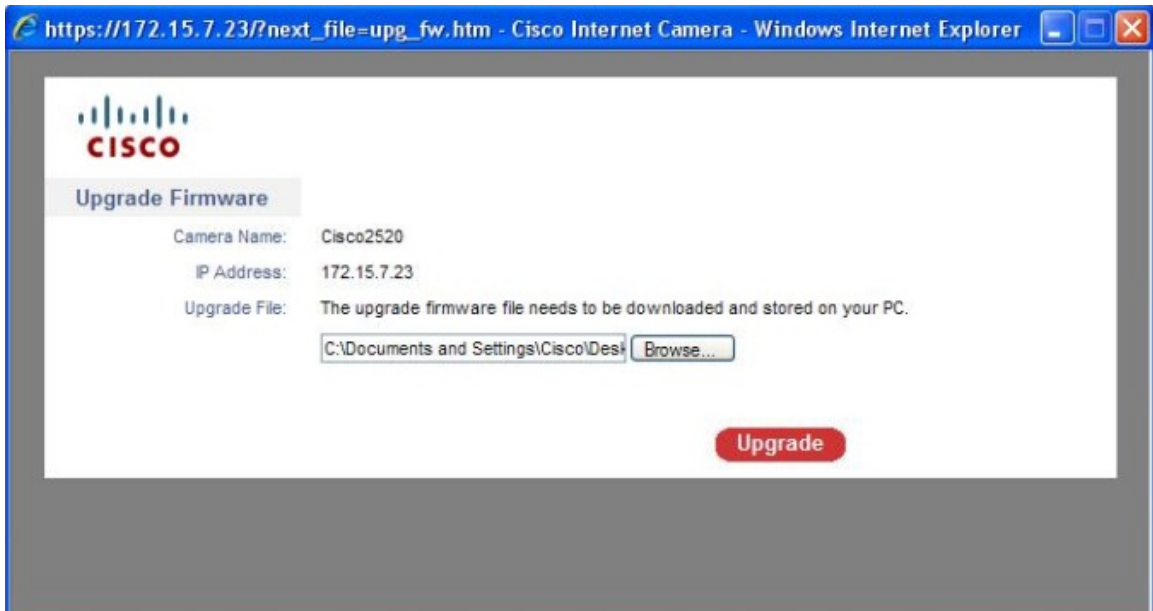 https://172.15.7.23/?next_file=upg_fw.htm - Cisco Internet Camera - Windows Internet Explorer
CISCO
Upgrade Firmware
Camera Name: Cisco2520
IP Address: 172.15.7.23
Upgrade File: The upgrade firmware file needs to be downloaded and stored on your PC.
C:\Documents and Settings\Cisco\Desk Browse...
Upgrade